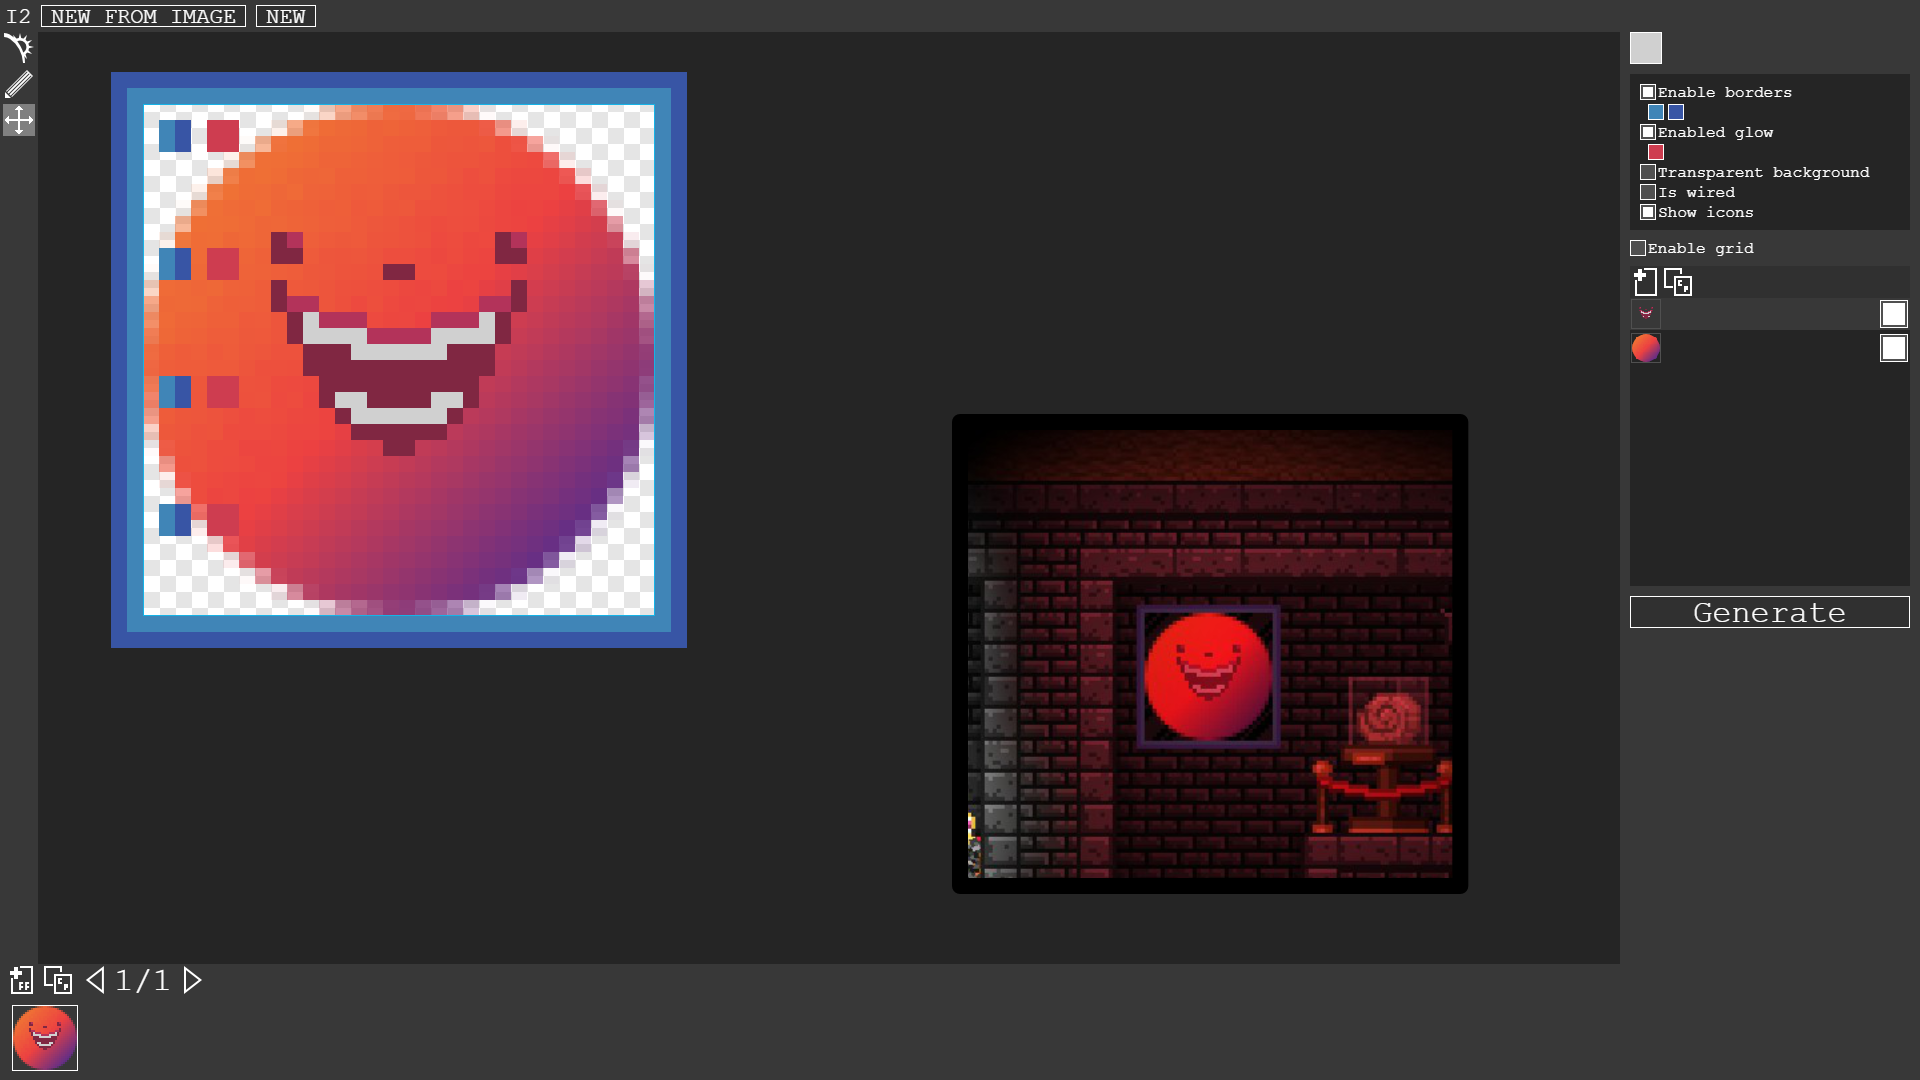 I2 NEW FROM IMAGE NEW
Enable borders
Enabled glow
Transparent background
Is wired
Show icons
Enable grid
Generate
1/1